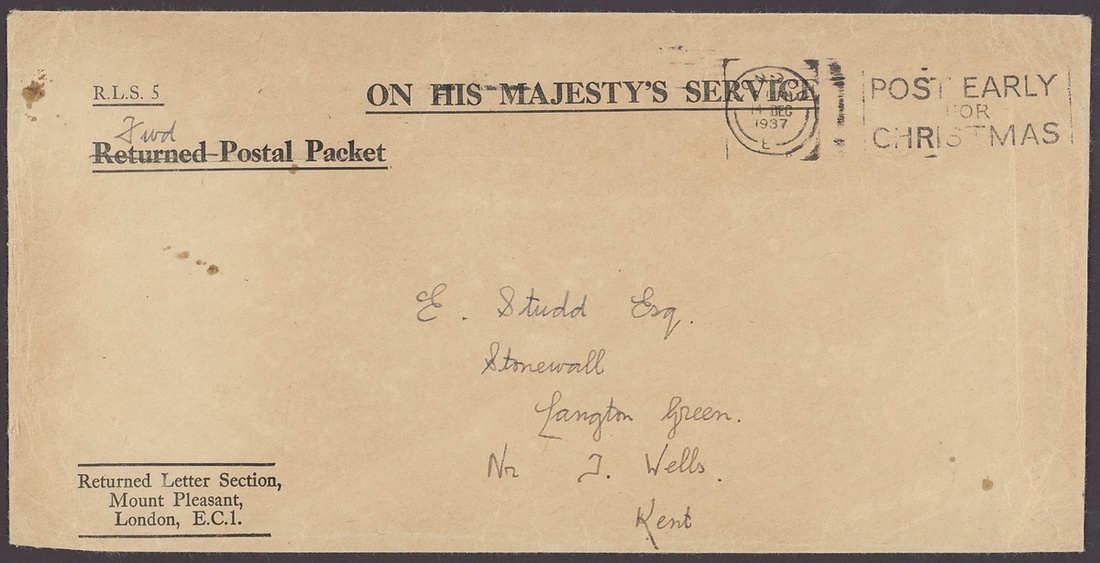 R.L.S. 5
ON HIS MAJESTY'S SERVICE
Fwd
Returned Postal Packet
DEC
1937
POST EARLY
FOR
CHRISTMAS
E. Studd Esq.
Stonewall
Langton Green.
Nr T. Wells.
Kent
Returned Letter Section,
Mount Pleasant,
London, E.C.1.